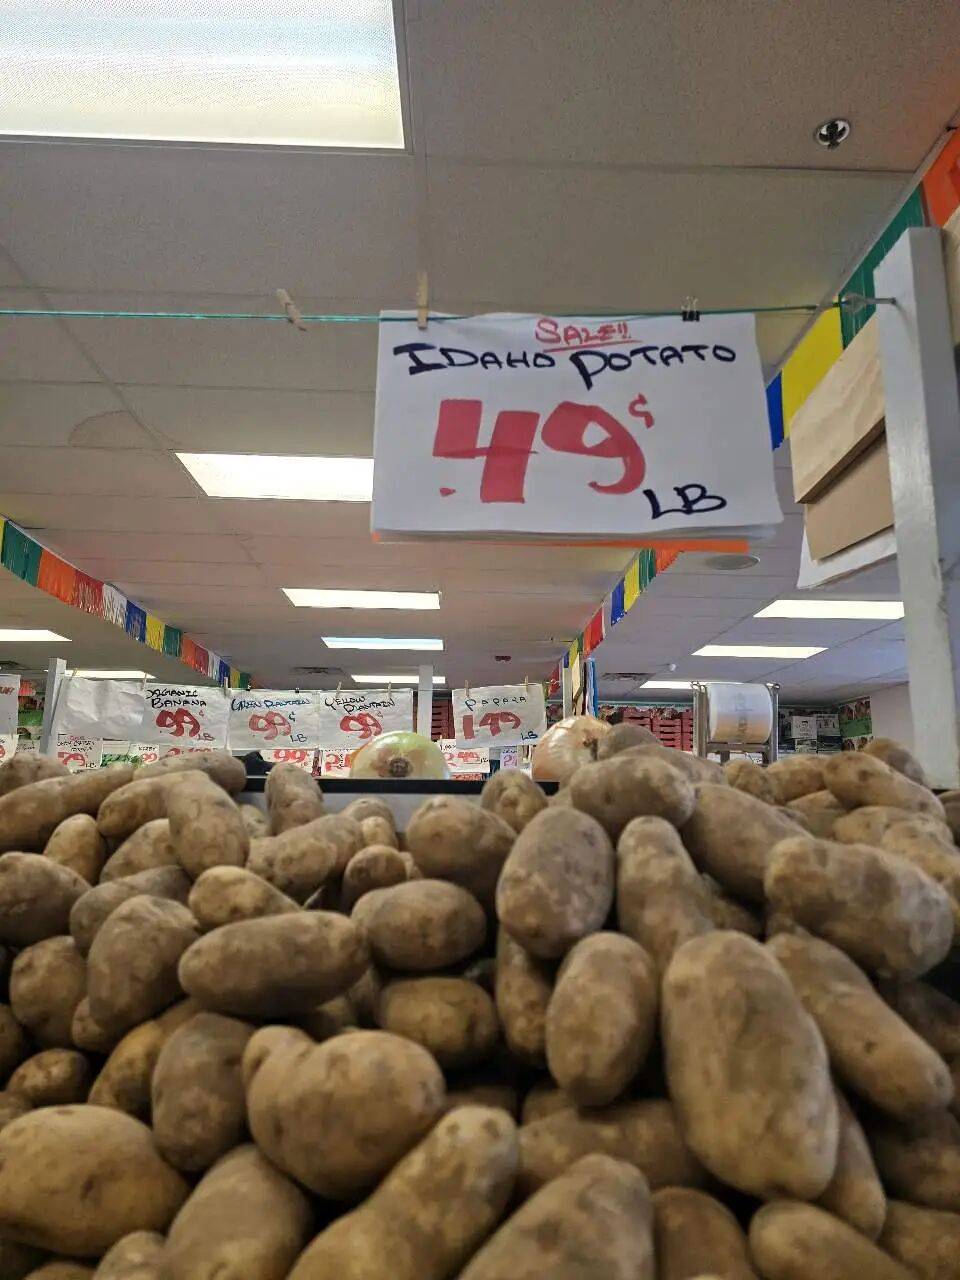 SALE!!
IDAHO POTATO
.49¢
LB
ORGANIC
BANANA
99¢
LB
GREEN PLANTAIN
99¢
LB
YELLOW
PLANTAIN
99¢
PAPAYA
1.49
LB